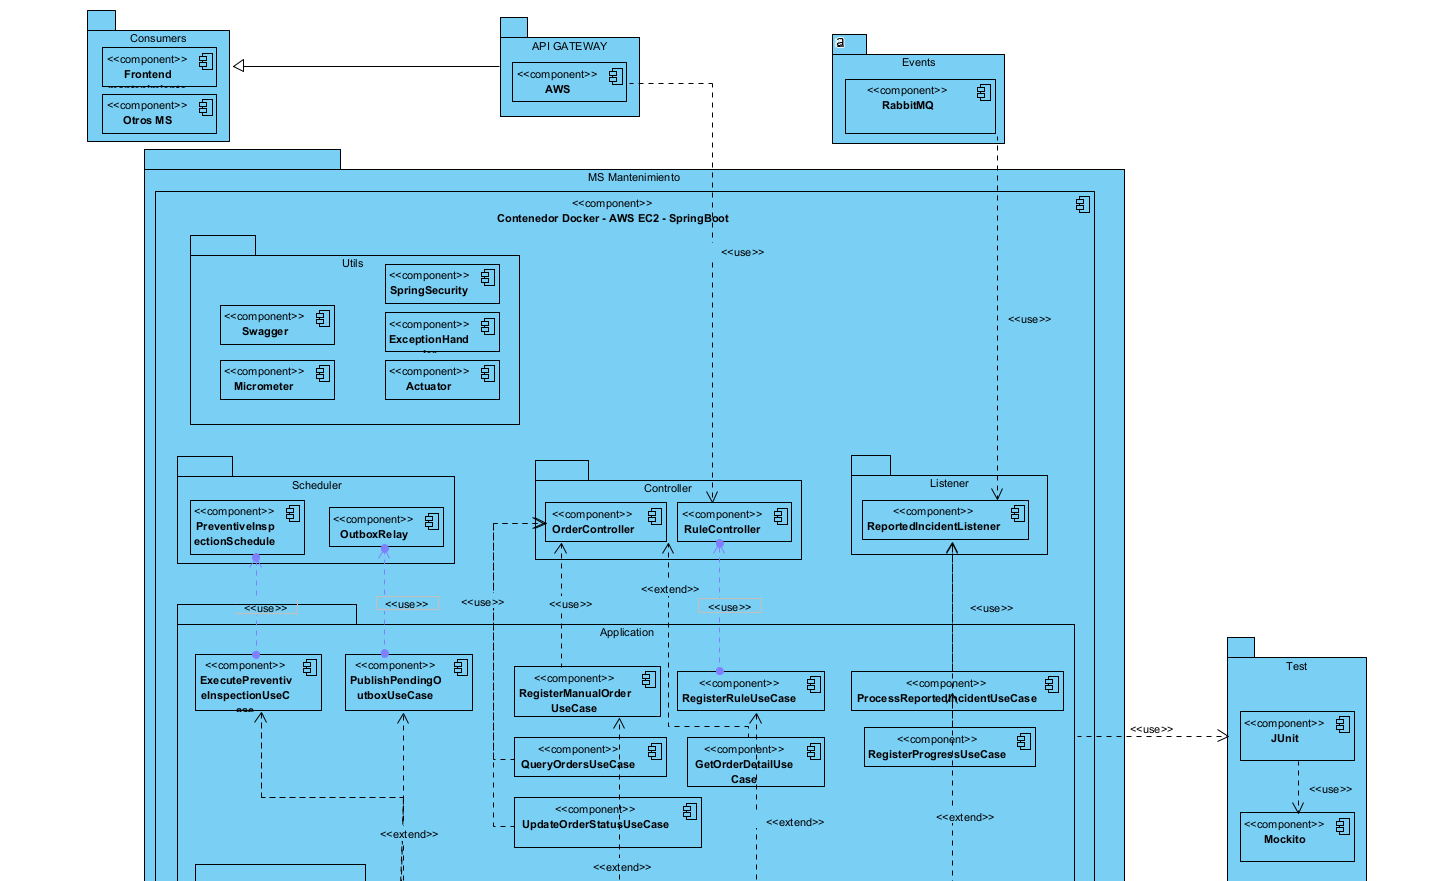 Consumers
<<component>>
Frontend
<<component>>
Otros MS
API GATEWAY
<<component>>
AWS
a
Events
<<component>>
RabbitMQ
MS Mantenimiento
<<component>>
Contenedor Docker - AWS EC2 - SpringBoot
<<use>>
<<use>>
Utils
<<component>>
SpringSecurity
<<component>>
Swagger
<<component>>
ExceptionHand
<<component>>
Micrometer
<<component>>
Actuator
Scheduler
<<component>>
PreventiveInsp
ectionSchedule
<<component>>
OutboxRelay
Controller
<<component>>
OrderController
<<component>>
RuleController
Listener
<<component>>
ReportedIncidentListener
<<use>>
<<use>>
<<use>>
<<use>>
<<extend>>
<<use>>
<<use>>
Application
<<component>>
ExecutePreventiv
eInspectionUseC
ase
<<component>>
PublishPendingO
utboxUseCase
<<component>>
RegisterManualOrder
UseCase
<<component>>
RegisterRuleUseCase
<<component>>
ProcessReportedIncidentUseCase
<<component>>
QueryOrdersUseCase
<<component>>
GetOrderDetailUse
Case
<<component>>
RegisterProgressUseCase
<<component>>
UpdateOrderStatusUseCase
<<extend>>
<<extend>>
<<extend>>
<<extend>>
<<use>>
Test
<<component>>
JUnit
<<use>>
<<component>>
Mockito